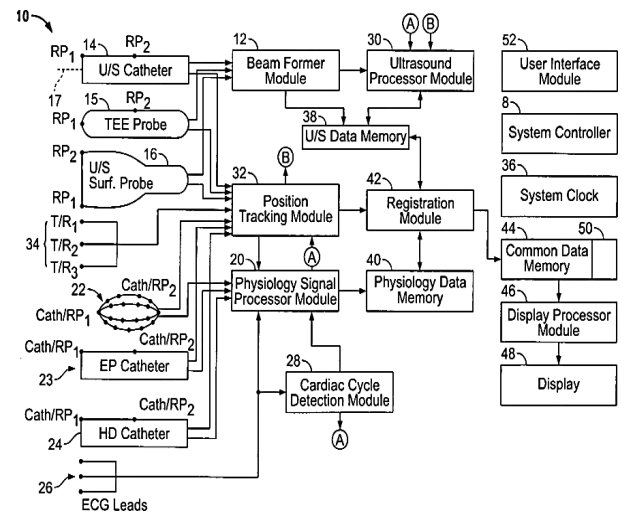 10
14
RP1
RP2
U/S Catheter
17
15
RP2
RP1
TEE Probe
RP2
U/S
Surf. Probe
16
RP1
T/R1
34
T/R2
T/R3
22
Cath/RP2
Cath/RP1
Cath/RP1
Cath/RP2
EP Catheter
23
Cath/RP1
Cath/RP2
HD Catheter
24
26
ECG Leads
12
Beam Former
Module
A
B
30
Ultrasound
Processor Module
38
U/S Data Memory
B
32
Position
Tracking Module
42
Registration
Module
20
A
Physiology Signal
Processor Module
40
Physiology Data
Memory
28
Cardiac Cycle
Detection Module
A
52
User Interface
Module
8
System Controller
36
System Clock
44
50
Common Data
Memory
46
Display Processor
Module
48
Display